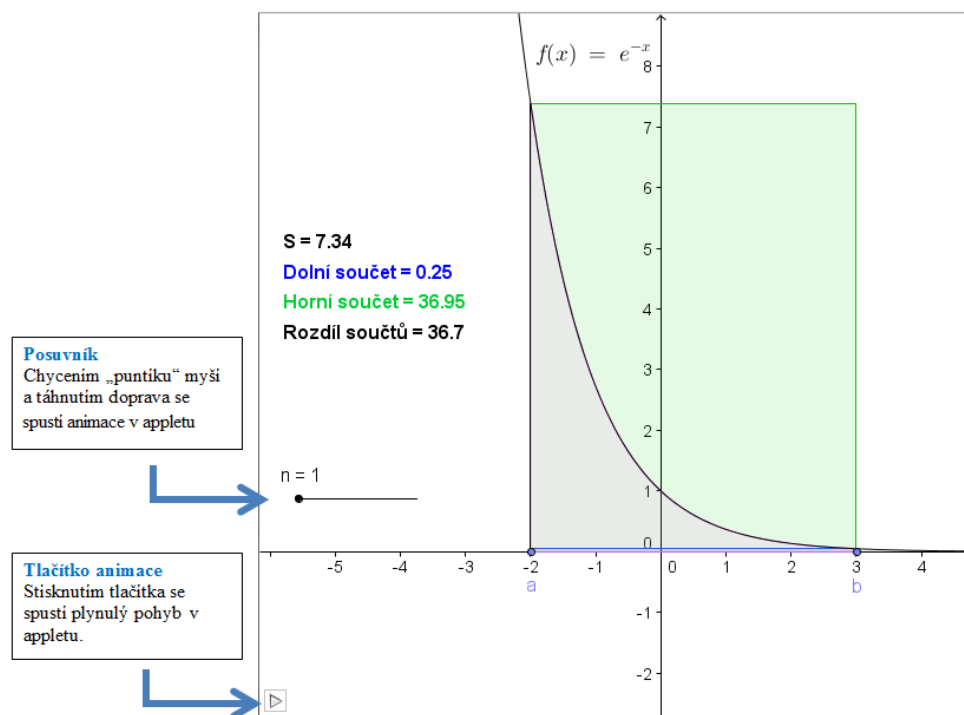 f(x) = e^{-x}
8
7
6
5
4
3
2
1
0
-1
-2
S = 7.34
Dolní součet = 0.25
Horní součet = 36.95
Rozdíl součtů = 36.7
Posuvník
Chycením „puntíku“ myší
a táhnutím doprava se
spustí animace v appletu
n = 1
-5 -4 -3 -2 -1 0 1 2 3 4
a b
Tlačítko animace
Stisknutím tlačítka se
spustí plynulý pohyb v
appletu.